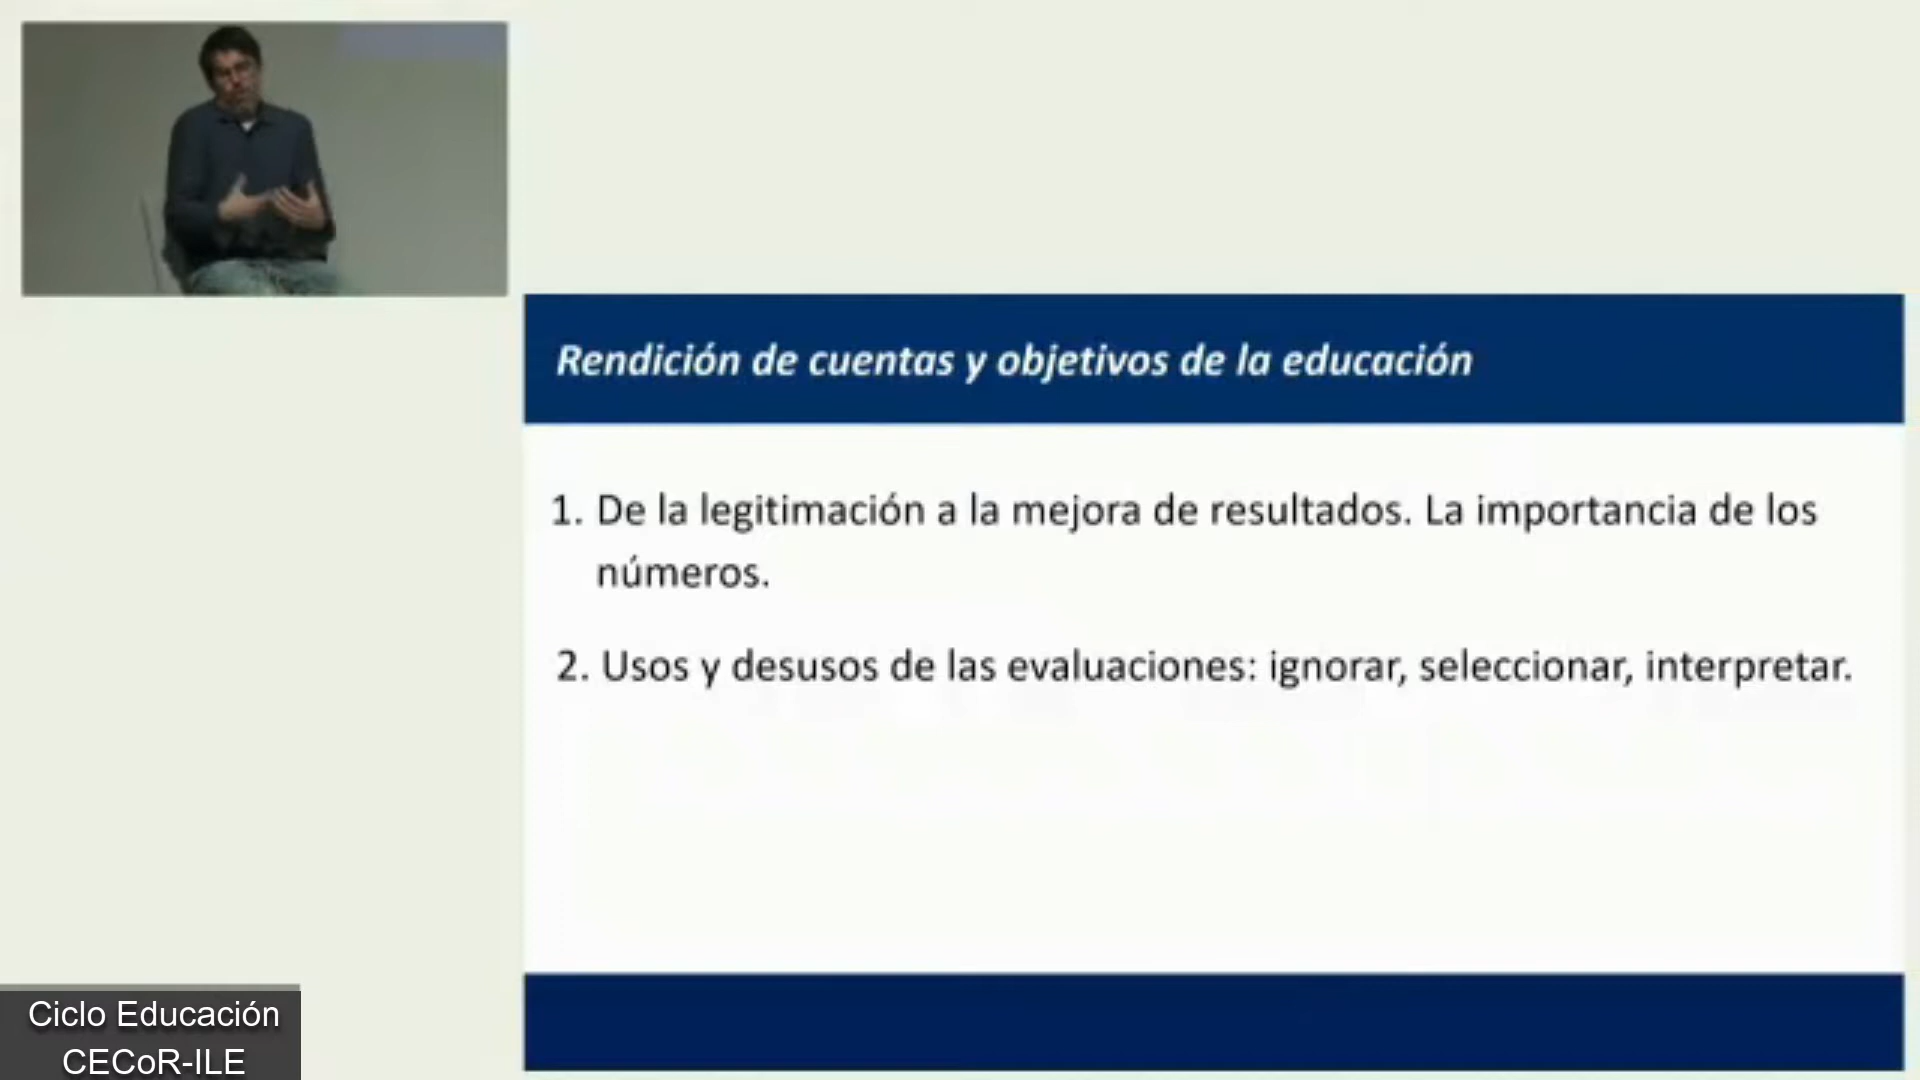 Rendición de cuentas y objetivos de la educación
1. De la legitimación a la mejora de resultados. La importancia de los
números.
2. Usos y desusos de las evaluaciones: ignorar, seleccionar, interpretar.
Ciclo Educación
CECoR-ILE